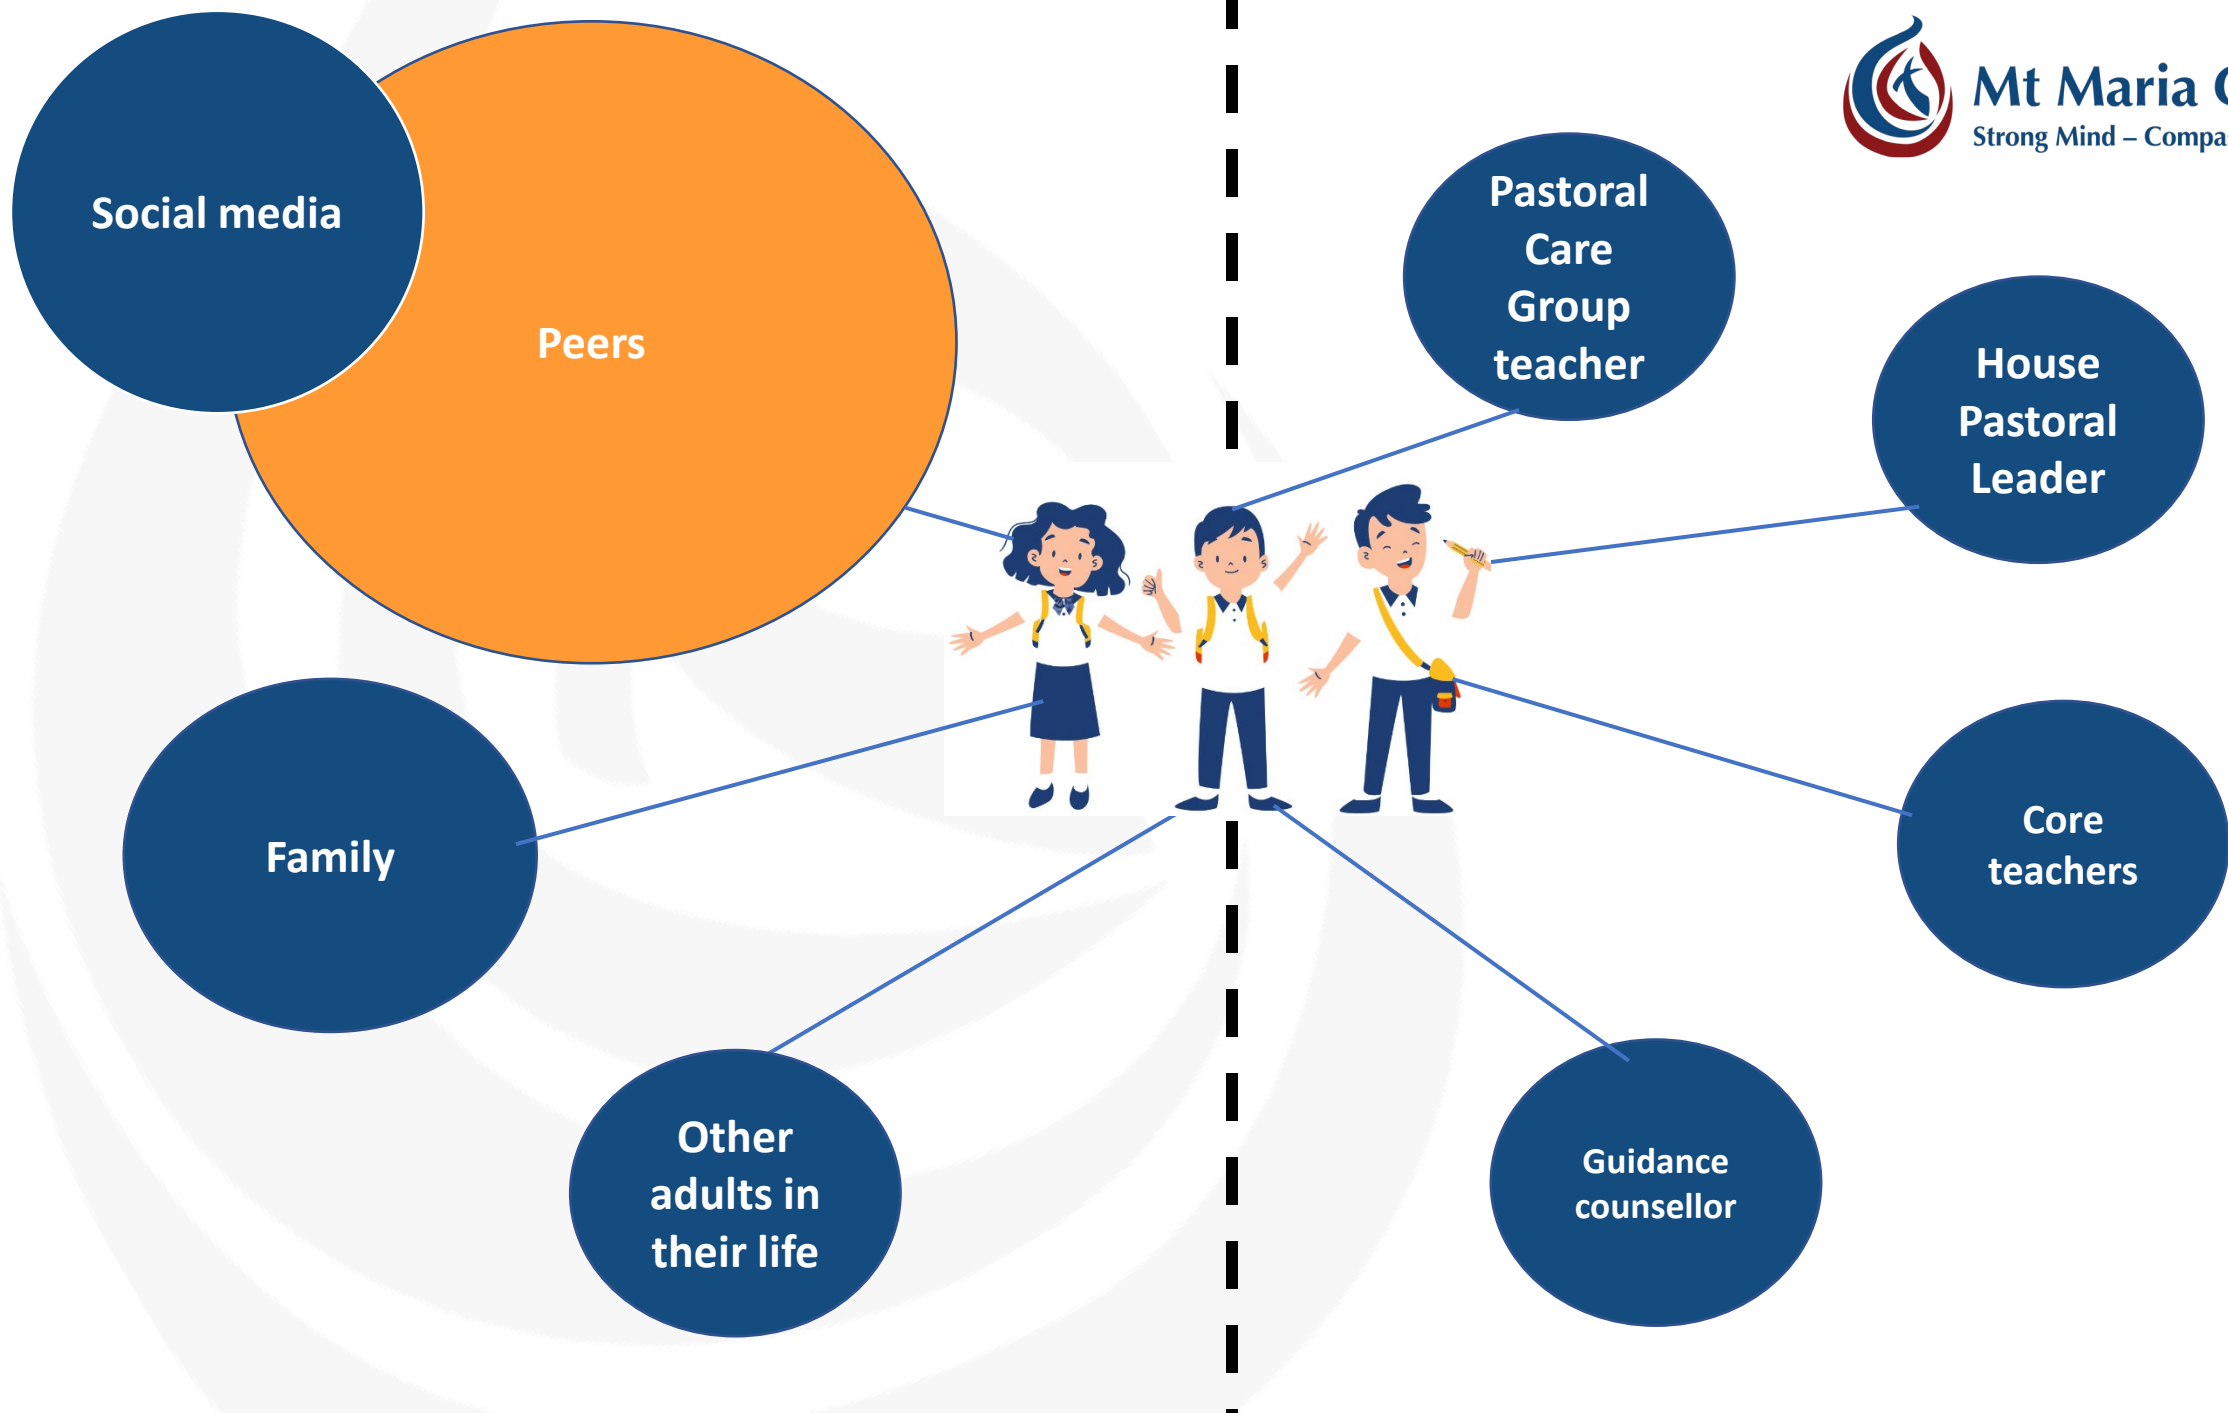 Social media
Peers
Mt Maria
Strong Mind –
Pastoral
Care
Group
teacher
House
Pastoral
Leader
Family
Core
teachers
Other
adults in
their life
Guidance
counsellor